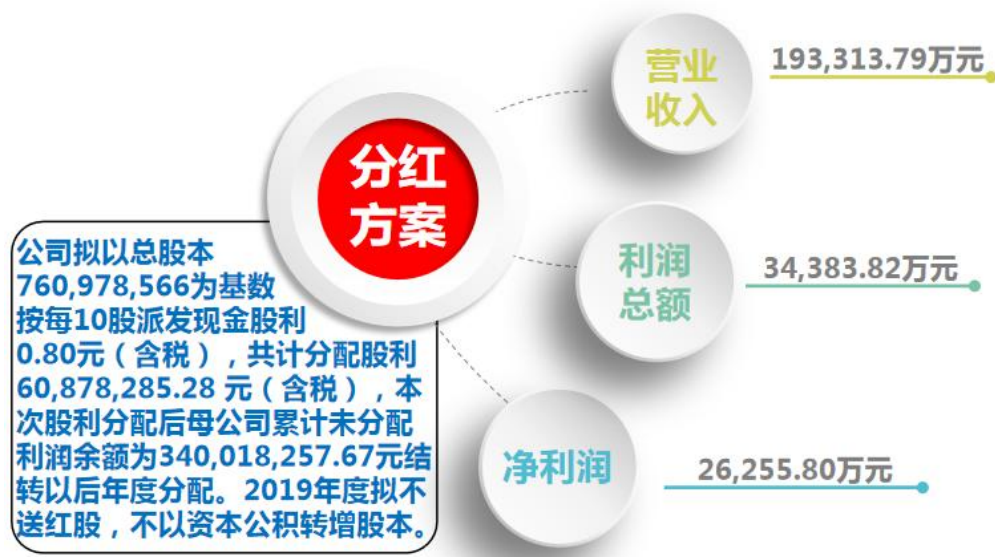 分红
方案
公司拟以总股本
760,978,566为基数
按每10股派发现金股利
0.80元（含税），共计分配股利
60,878,285.28 元（含税），本
次股利分配后母公司累计未分配
利润余额为340,018,257.67元结
转以后年度分配。2019年度拟不
送红股，不以资本公积转增股本。
营业
收入
193,313.79万元
利润
总额
34,383.82万元
净利润
26,255.80万元